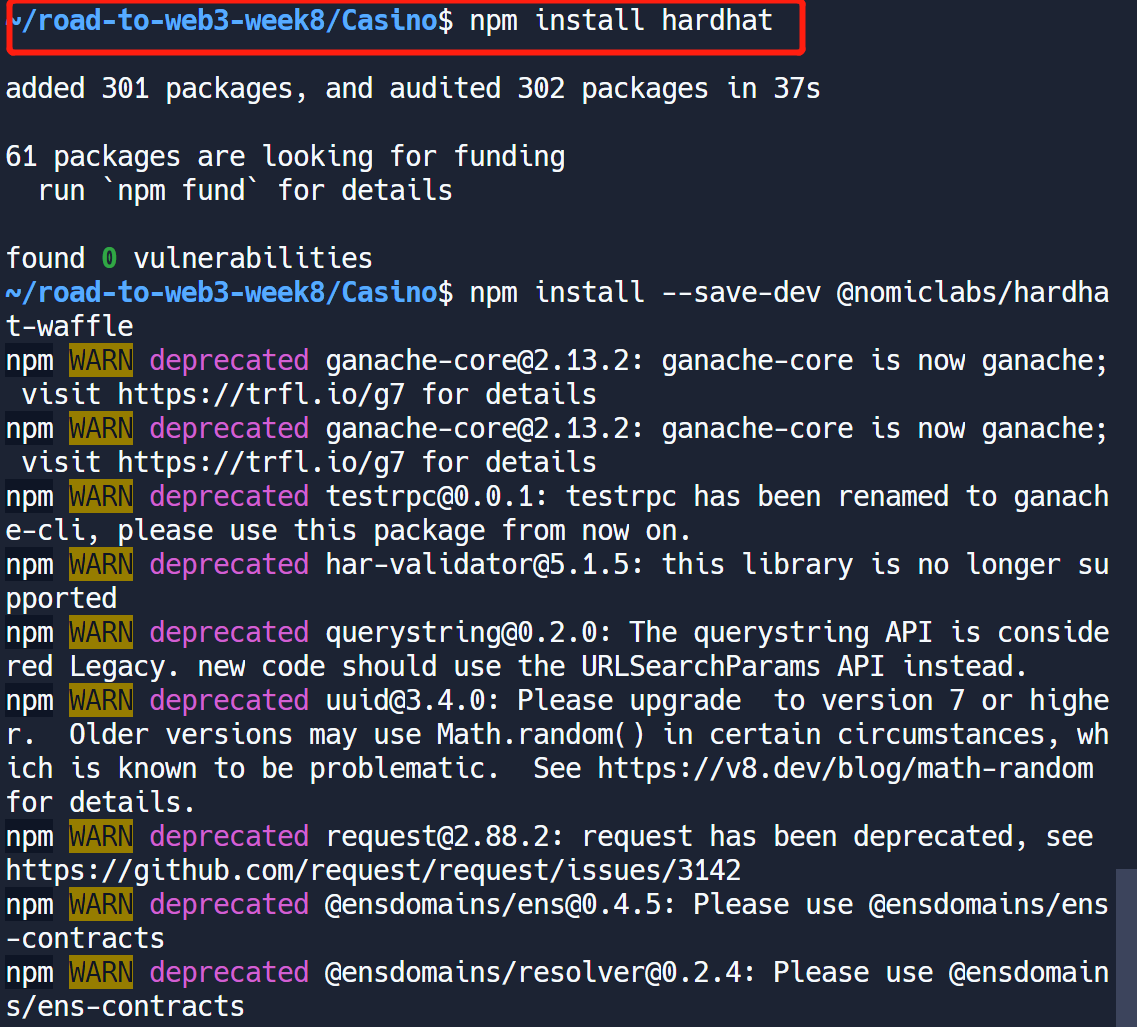 ~/road-to-web3-week8/Casino$ npm install hardhat
added 301 packages, and audited 302 packages in 37s
61 packages are looking for funding
  run `npm fund` for details
found 0 vulnerabilities
~/road-to-web3-week8/Casino$ npm install --save-dev @nomiclabs/hardha
t-waffle
npm WARN deprecated ganache-core@2.13.2: ganache-core is now ganache;
 visit https://trfl.io/g7 for details
npm WARN deprecated ganache-core@2.13.2: ganache-core is now ganache;
 visit https://trfl.io/g7 for details
npm WARN deprecated testrpc@0.0.1: testrpc has been renamed to ganach
e-cli, please use this package from now on.
npm WARN deprecated har-validator@5.1.5: this library is no longer su
pported
npm WARN deprecated querystring@0.2.0: The querystring API is conside
red Legacy. new code should use the URLSearchParams API instead.
npm WARN deprecated uuid@3.4.0: Please upgrade  to version 7 or highe
r.  Older versions may use Math.random() in certain circumstances, wh
ich is known to be problematic.  See https://v8.dev/blog/math-random 
for details.
npm WARN deprecated request@2.88.2: request has been deprecated, see 
https://github.com/request/request/issues/3142
npm WARN deprecated @ensdomains/ens@0.4.5: Please use @ensdomains/ens
-contracts
npm WARN deprecated @ensdomains/resolver@0.2.4: Please use @ensdomain
s/ens-contracts